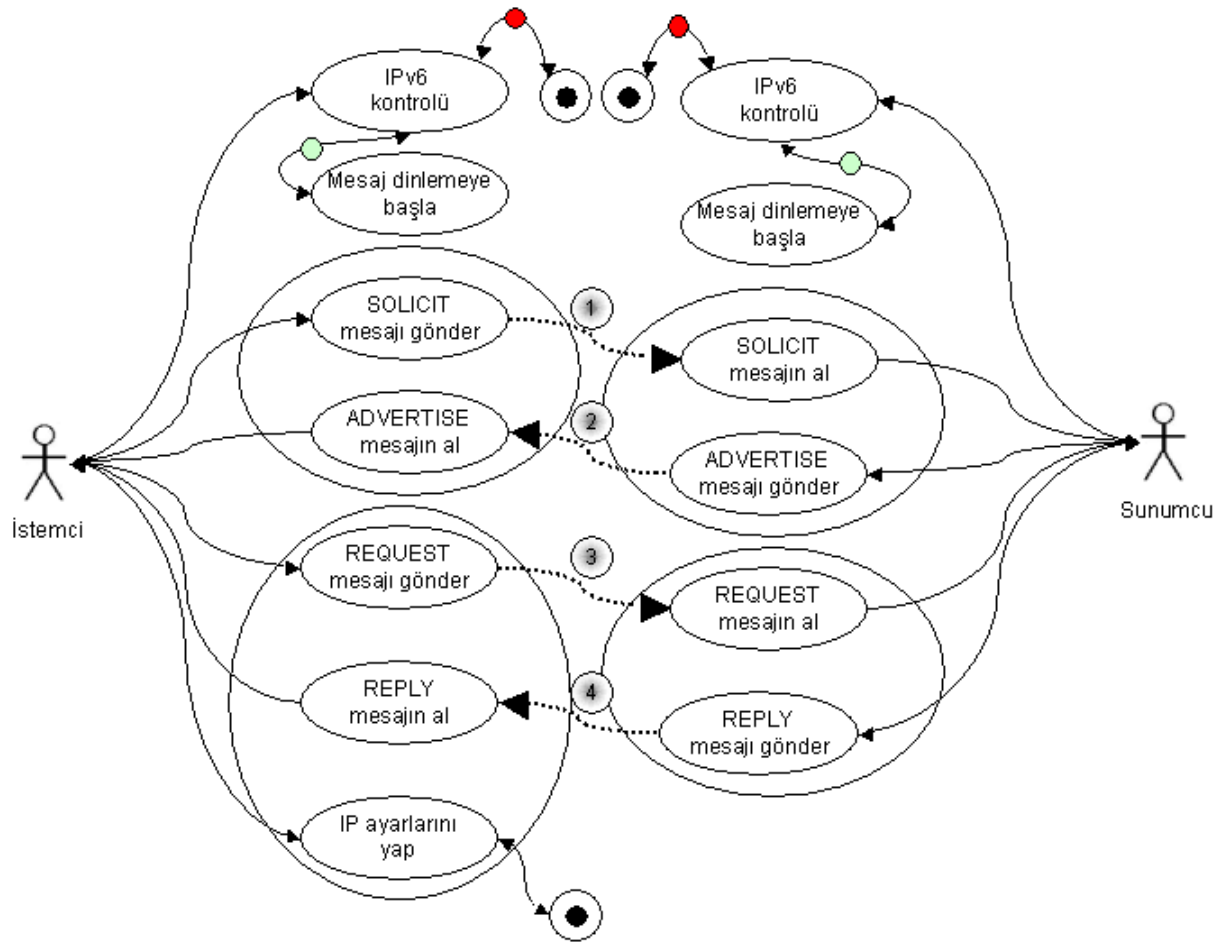 IPv6
kontrolü
IPv6
kontrolü
Mesaj dinlemeye
başla
Mesaj dinlemeye
başla
SOLICIT
mesajı gönder
1
SOLICIT
mesajın al
ADVERTISE
mesajın al
2
ADVERTISE
mesajı gönder
İstemci
Sunumcu
REQUEST
mesajı gönder
3
REQUEST
mesajın al
REPLY
mesajın al
4
REPLY
mesajı gönder
IP ayarlarını
yap